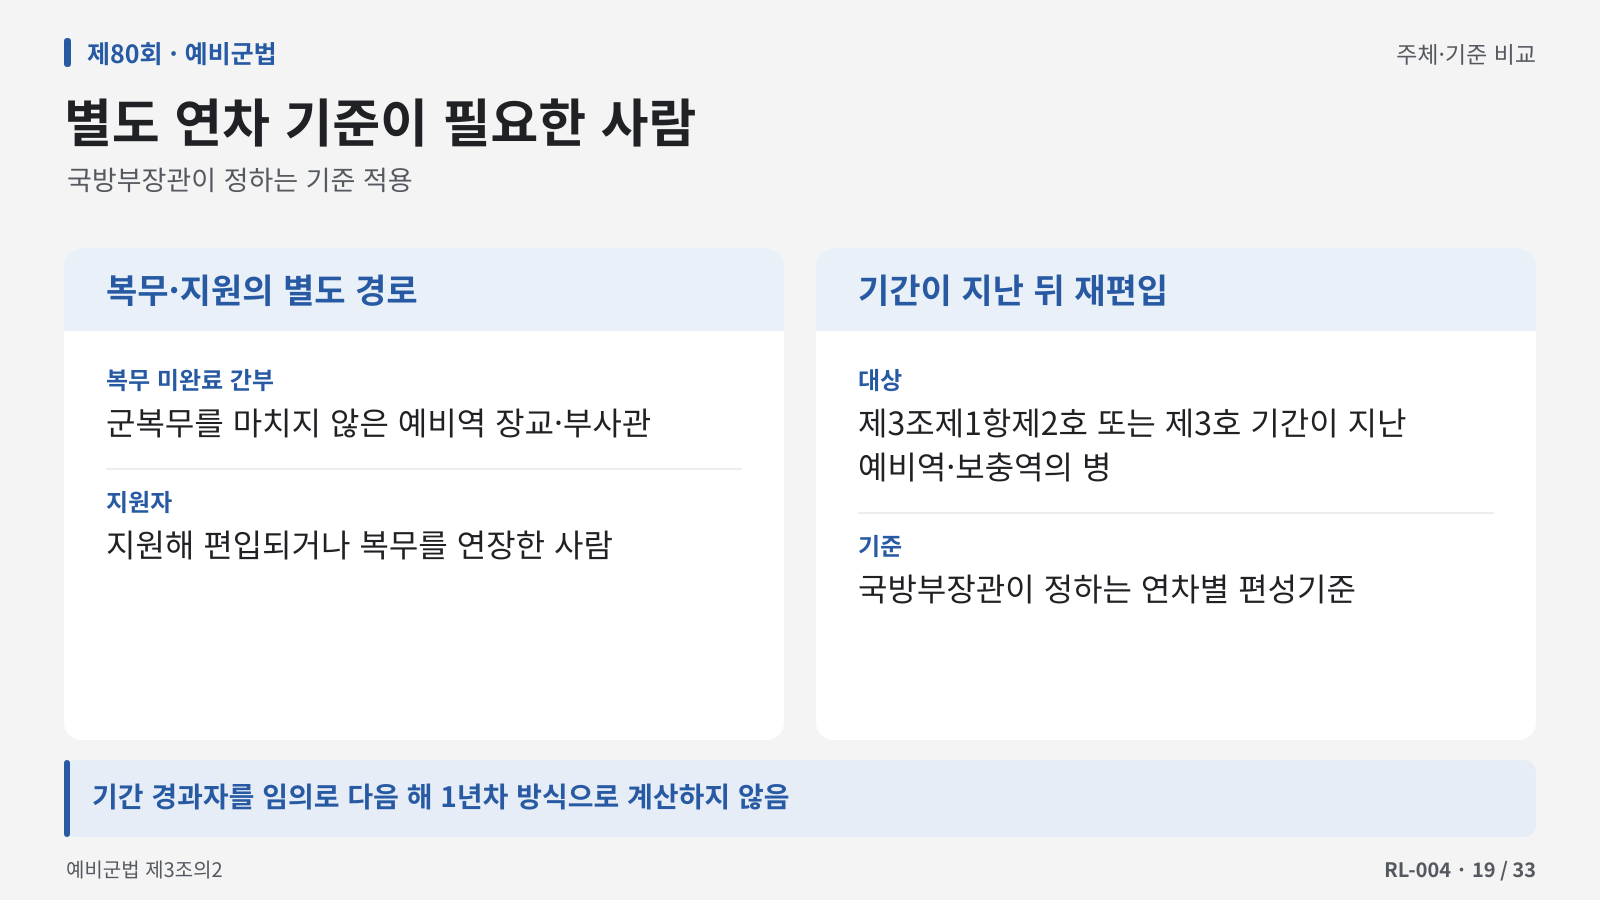 제80회 · 예비군법
주체·기준 비교
별도 연차 기준이 필요한 사람
국방부장관이 정하는 기준 적용
복무·지원의 별도 경로
복무 미완료 간부
군복무를 마치지 않은 예비역 장교·부사관
지원자
지원해 편입되거나 복무를 연장한 사람
기간이 지난 뒤 재편입
대상
제3조제1항제2호 또는 제3호 기간이 지난
예비역·보충역의 병
기준
국방부장관이 정하는 연차별 편성기준
기간 경과자를 임의로 다음 해 1년차 방식으로 계산하지 않음
예비군법 제3조의2
RL-004 · 19 / 33